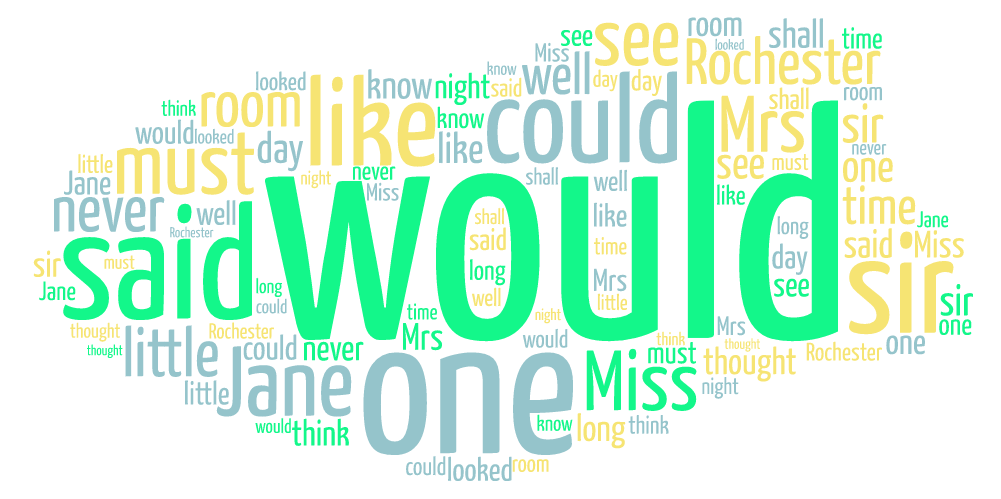 room
shall
see
see
time
Miss
looked
Rochester
know
well
day
day
looked
know
night
said
shall
room
think
room
like
could
Mrs
sir
would
looked
know
never
day
like
see
must
one
little
must
never
shall
well
Jane
night
Miss
like
time
never
well
would
Jane
Rochester
shall
like
long
said
Miss
said
said
time
day
sir
sir
must
long
Mrs
see
Jane
long
well
little
sir
could
time
night
Mrs
one
thought
Rochester
Mrs
would
think
thought
little
could
never
must
one
thought
Jane
one
Miss
thought
Rochester
little
night
would
think
know
long
think
could
looked
room